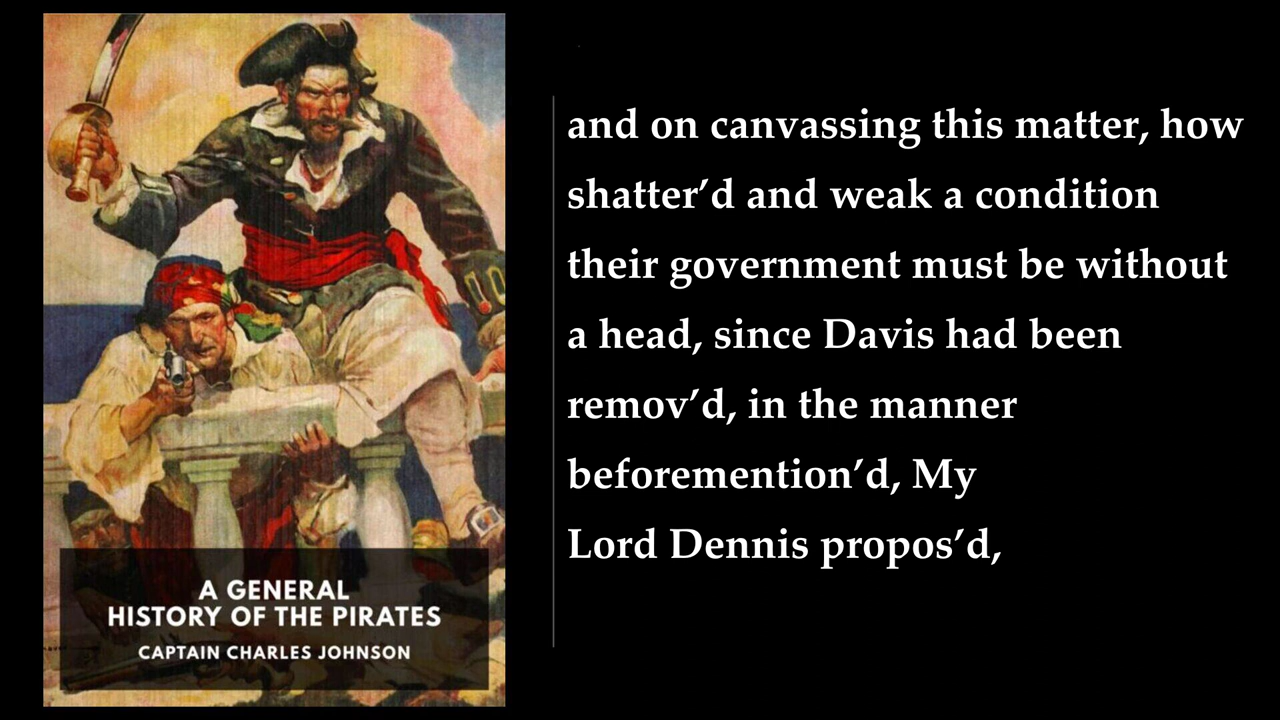 A GENERAL
HISTORY OF THE PIRATES
CAPTAIN CHARLES JOHNSON
and on canvassing this matter, how
shatter’d and weak a condition
their government must be without
a head, since Davis had been
remov’d, in the manner
beforemention’d, My
Lord Dennis propos’d,